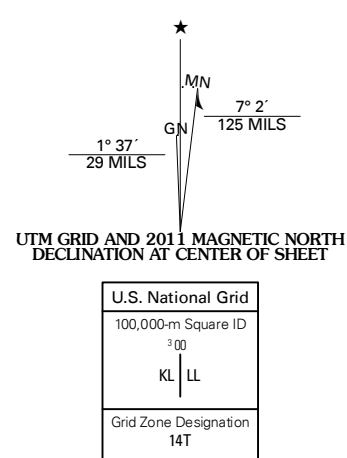 ★
MN
7° 2´
125 MILS
GN
1° 37´
29 MILS
UTM GRID AND 2011 MAGNETIC NORTH
DECLINATION AT CENTER OF SHEET
U.S. National Grid
100,000-m Square ID
³00
KL LL
Grid Zone Designation
14T